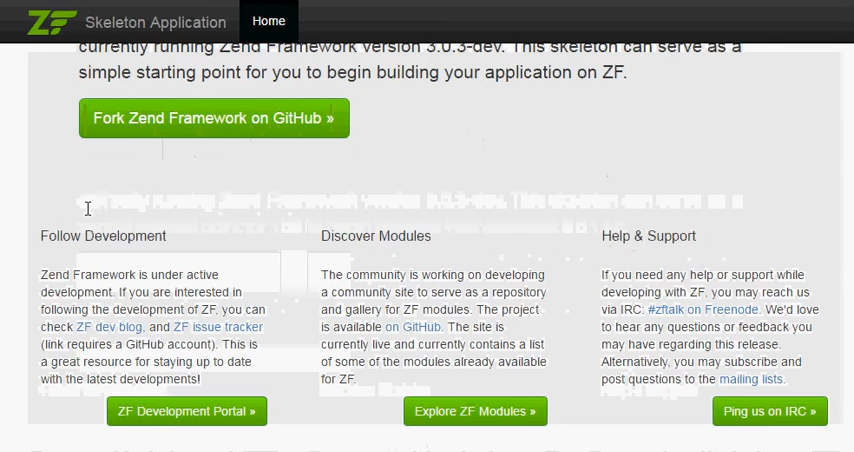 ZF Skeleton Application Home
currently running Zend Framework version 3.0.3-dev. This skeleton can serve as a
simple starting point for you to begin building your application on ZF.
Fork Zend Framework on GitHub »
Follow Development
Zend Framework is under active
development. If you are interested in
following the development of ZF, you can
check ZF dev blog, and ZF issue tracker
(link requires a GitHub account). This is
a great resource for staying up to date
with the latest developments!
ZF Development Portal »
Discover Modules
The community is working on developing
a community site to serve as a repository
and gallery for ZF modules. The project
is available on GitHub. The site is
currently live and currently contains a list
of some of the modules already available
for ZF.
Explore ZF Modules »
Help & Support
If you need any help or support while
developing with ZF, you may reach us
via IRC: #zftalk on Freenode. We'd love
to hear any questions or feedback you
may have regarding this release.
Alternatively, you may subscribe and
post questions to the mailing lists.
Ping us on IRC »